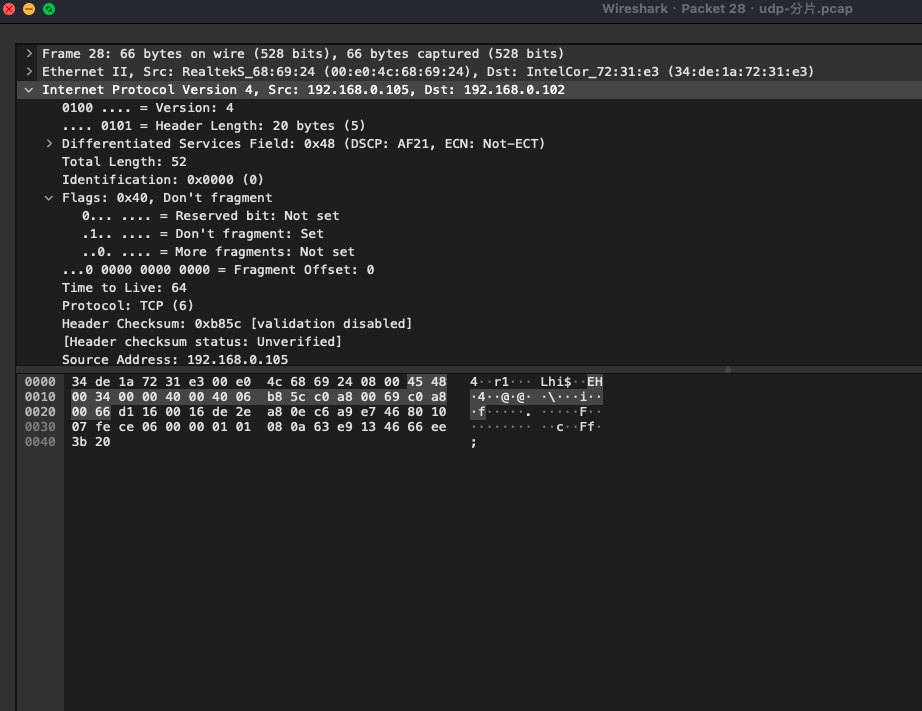 Wireshark · Packet 28 · udp-分片.pcap
Frame 28: 66 bytes on wire (528 bits), 66 bytes captured (528 bits)
Ethernet II, Src: RealtekS_68:69:24 (00:e0:4c:68:69:24), Dst: IntelCor_72:31:e3 (34:de:1a:72:31:e3)
Internet Protocol Version 4, Src: 192.168.0.105, Dst: 192.168.0.102
0100 .... = Version: 4
.... 0101 = Header Length: 20 bytes (5)
Differentiated Services Field: 0x48 (DSCP: AF21, ECN: Not-ECT)
Total Length: 52
Identification: 0x0000 (0)
Flags: 0x40, Don't fragment
0... .... = Reserved bit: Not set
.1.. .... = Don't fragment: Set
..0. .... = More fragments: Not set
...0 0000 0000 0000 = Fragment Offset: 0
Time to Live: 64
Protocol: TCP (6)
Header Checksum: 0xb85c [validation disabled]
[Header checksum status: Unverified]
Source Address: 192.168.0.105
0000 34 de 1a 72 31 e3 00 e0 4c 68 69 24 08 00 45 48 4··r1··· Lhi$··EH
0010 00 34 00 00 40 00 40 06 b8 5c c0 a8 00 69 c0 a8 ·4··@·@· ·\···i··
0020 00 66 d1 16 00 16 de 2e a8 0e c6 a9 e7 46 80 10 ·f·····. ·····F··
0030 07 fe ce 06 00 00 01 01 08 0a 63 e9 13 46 66 ee ········ ··c··Ff·
0040 3b 20 ;